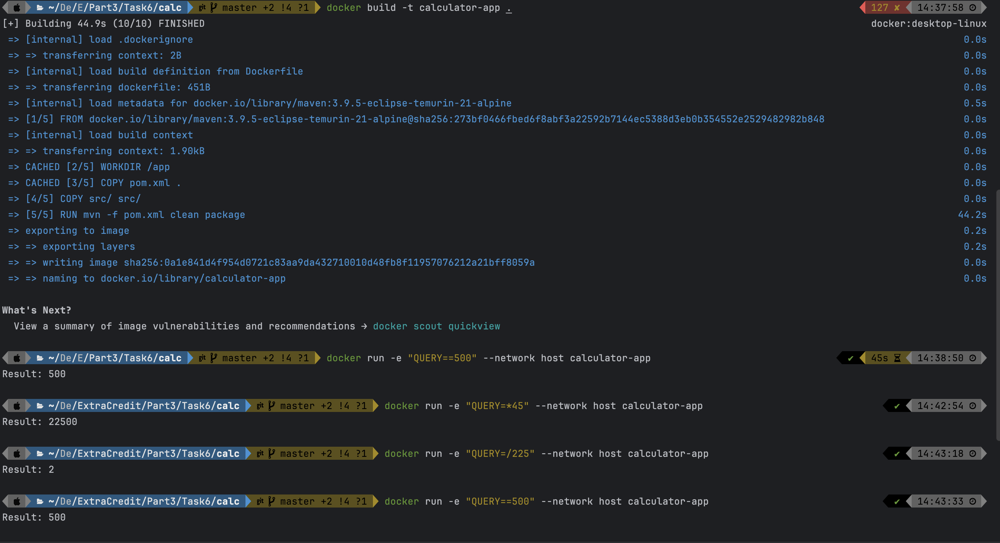 ~/De/E/Part3/Task6/calc git master +2 !4 ?1 docker build -t calculator-app . 127 ✘ 14:37:58
[+] Building 44.9s (10/10) FINISHED docker:desktop-linux
=> [internal] load .dockerignore 0.0s
=> => transferring context: 2B 0.0s
=> [internal] load build definition from Dockerfile 0.0s
=> => transferring dockerfile: 451B 0.0s
=> [internal] load metadata for docker.io/library/maven:3.9.5-eclipse-temurin-21-alpine 0.5s
=> [1/5] FROM docker.io/library/maven:3.9.5-eclipse-temurin-21-alpine@sha256:273bf0466fbed6f8abf3a22592b7144ec5388d3eb0b354552e2529482982b848 0.0s
=> [internal] load build context 0.0s
=> => transferring context: 1.90kB 0.0s
=> CACHED [2/5] WORKDIR /app 0.0s
=> CACHED [3/5] COPY pom.xml . 0.0s
=> [4/5] COPY src/ src/ 0.0s
=> [5/5] RUN mvn -f pom.xml clean package 44.2s
=> exporting to image 0.2s
=> => exporting layers 0.2s
=> => writing image sha256:0a1e841d4f954d0721c83aa9da432710010d48fb8f11957076212a21bff8059a 0.0s
=> => naming to docker.io/library/calculator-app 0.0s
What's Next?
View a summary of image vulnerabilities and recommendations → docker scout quickview
~/De/E/Part3/Task6/calc git master +2 !4 ?1 docker run -e "QUERY==500" --network host calculator-app ✔ 45s 14:38:50
Result: 500
~/De/ExtraCredit/Part3/Task6/calc git master +2 !4 ?1 docker run -e "QUERY=*45" --network host calculator-app ✔ 14:42:54
Result: 22500
~/De/ExtraCredit/Part3/Task6/calc git master +2 !4 ?1 docker run -e "QUERY=/225" --network host calculator-app ✔ 14:43:18
Result: 2
~/De/ExtraCredit/Part3/Task6/calc git master +2 !4 ?1 docker run -e "QUERY==500" --network host calculator-app ✔ 14:43:33
Result: 500